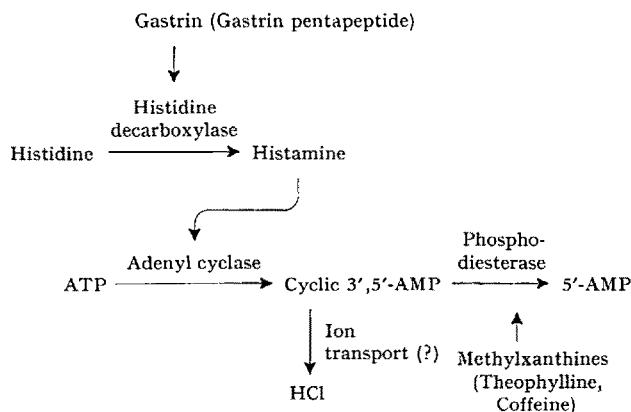 Gastrin (Gastrin pentapeptide)
Histidine
decarboxylase
Histidine
Histamine
Adenyl cyclase
Phospho-
diesterase
ATP
Cyclic 3′,5′-AMP
5′-AMP
Ion
transport (?)
HCl
Methylxanthines
(Theophylline,
Coffeine)